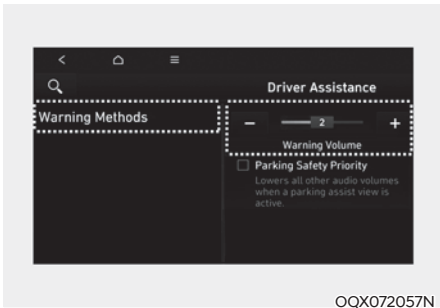 Driver Assistance
Warning Methods
- 2 +
Warning Volume
Parking Safety Priority
Lowers all other audio volumes
when a parking assist view is
active.
OQX072057N